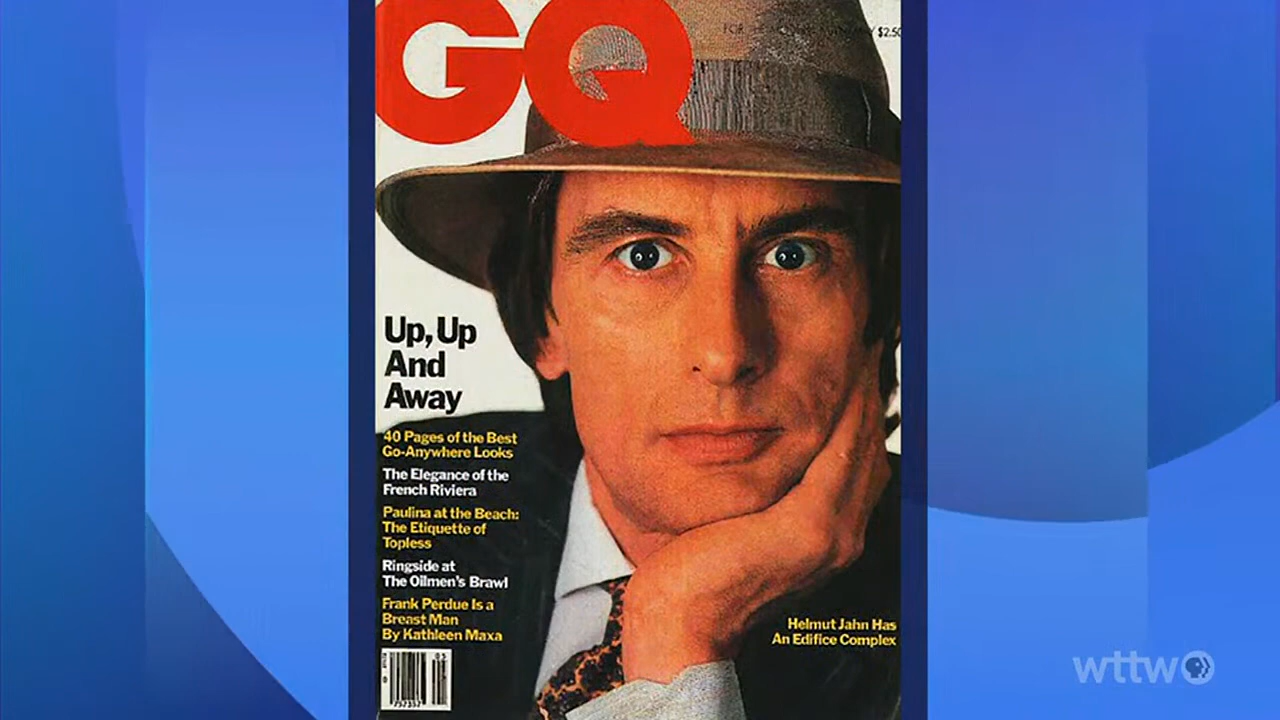 GQ
FOR $2.50
Up, Up
And
Away
40 Pages of the Best
Go-Anywhere Looks
The Elegance of the
French Riviera
Paulina at the Beach:
The Etiquette of
Topless
Ringside at
The Oilmen's Brawl
Frank Perdue Is a
Breast Man
By Kathleen Maxa
Helmut Jahn Has
An Edifice Complex
05
wttw